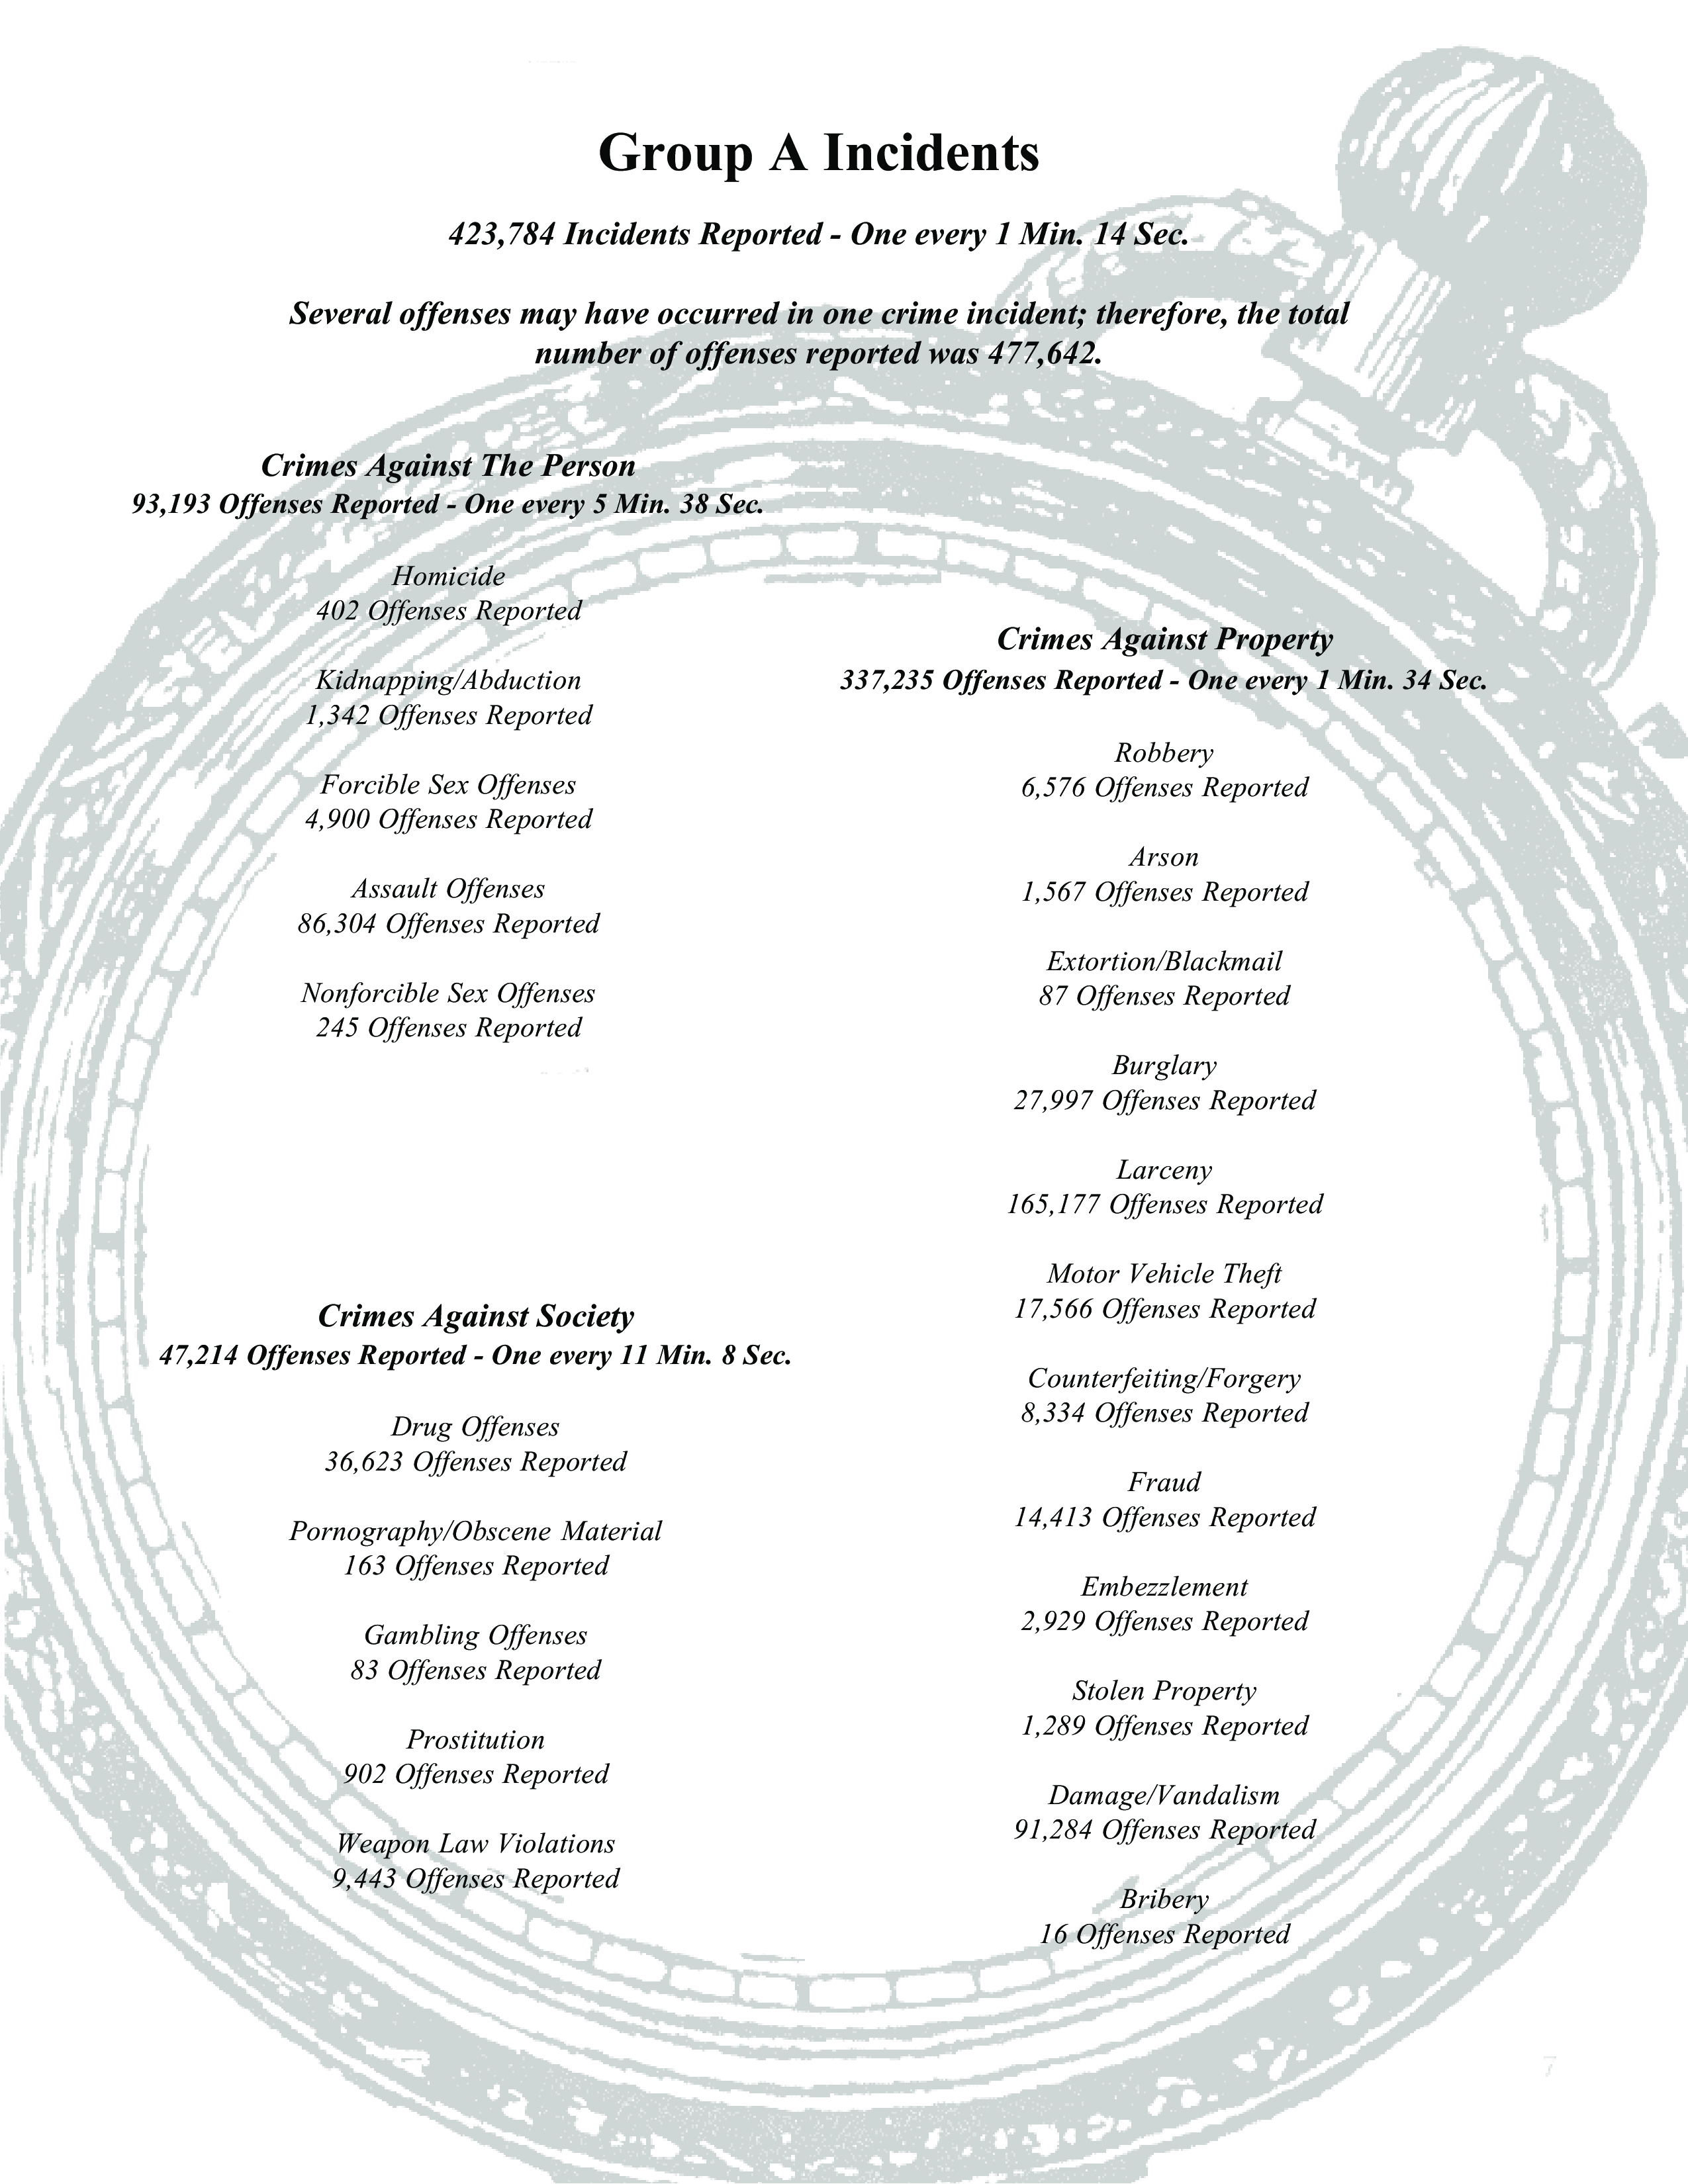 Group A Incidents
423,784 Incidents Reported - One every 1 Min. 14 Sec.
Several offenses may have occurred in one crime incident; therefore, the total
number of offenses reported was 477,642.
Crimes Against The Person
93,193 Offenses Reported - One every 5 Min. 38 Sec.
Homicide
402 Offenses Reported
Kidnapping/Abduction
1,342 Offenses Reported
Forcible Sex Offenses
4,900 Offenses Reported
Assault Offenses
86,304 Offenses Reported
Nonforcible Sex Offenses
245 Offenses Reported
Crimes Against Society
47,214 Offenses Reported - One every 11 Min. 8 Sec.
Drug Offenses
36,623 Offenses Reported
Pornography/Obscene Material
163 Offenses Reported
Gambling Offenses
83 Offenses Reported
Prostitution
902 Offenses Reported
Weapon Law Violations
9,443 Offenses Reported
Crimes Against Property
337,235 Offenses Reported - One every 1 Min. 34 Sec.
Robbery
6,576 Offenses Reported
Arson
1,567 Offenses Reported
Extortion/Blackmail
87 Offenses Reported
Burglary
27,997 Offenses Reported
Larceny
165,177 Offenses Reported
Motor Vehicle Theft
17,566 Offenses Reported
Counterfeiting/Forgery
8,334 Offenses Reported
Fraud
14,413 Offenses Reported
Embezzlement
2,929 Offenses Reported
Stolen Property
1,289 Offenses Reported
Damage/Vandalism
91,284 Offenses Reported
Bribery
16 Offenses Reported
7